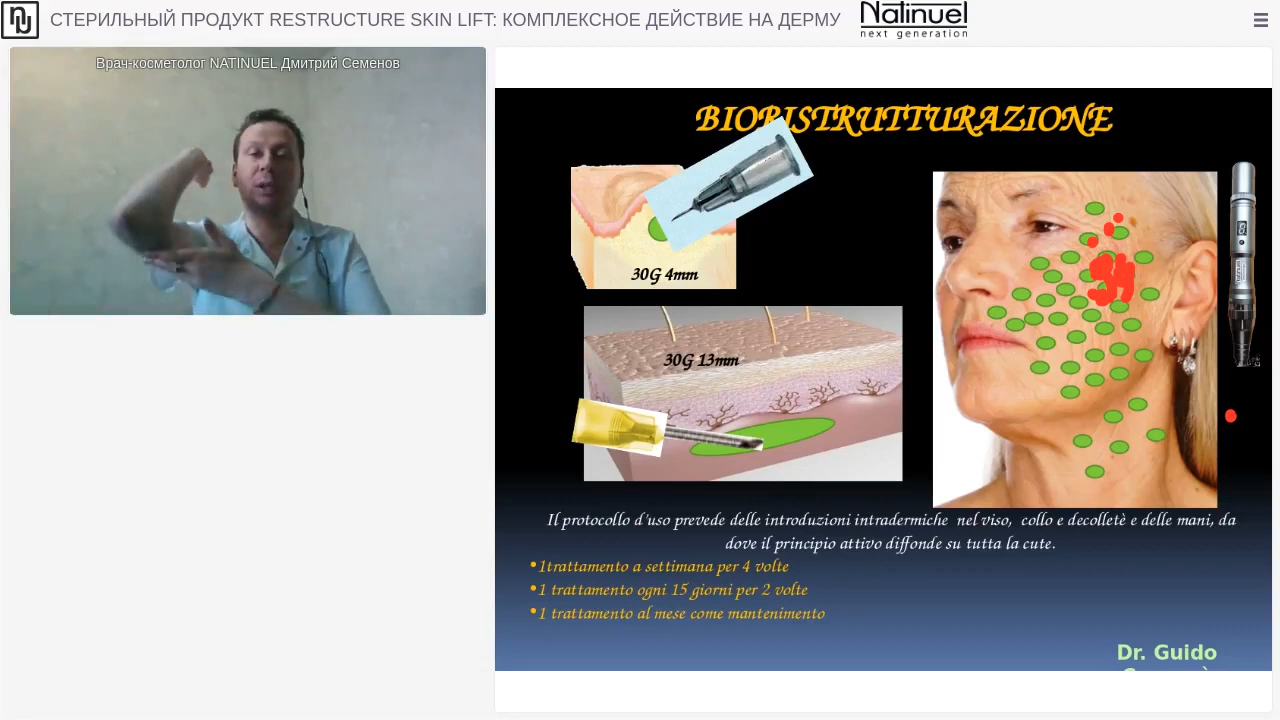 СТЕРИЛЬНЫЙ ПРОДУКТ RESTRUCTURE SKIN LIFT: КОМПЛЕКСНОЕ ДЕЙСТВИЕ НА ДЕРМУ
Natinuel
next generation
Врач-косметолог NATINUEL Дмитрий Семенов
BIORISTRUTTURAZIONE
30G 4mm
30G 13mm
Il protocollo d'uso prevede delle introduzioni intradermiche nel viso, collo e decolletè e delle mani, da
dove il principio attivo diffonde su tutta la cute.
•1trattamento a settimana per 4 volte
•1 trattamento ogni 15 giorni per 2 volte
•1 trattamento al mese come mantenimento
Dr. Guido